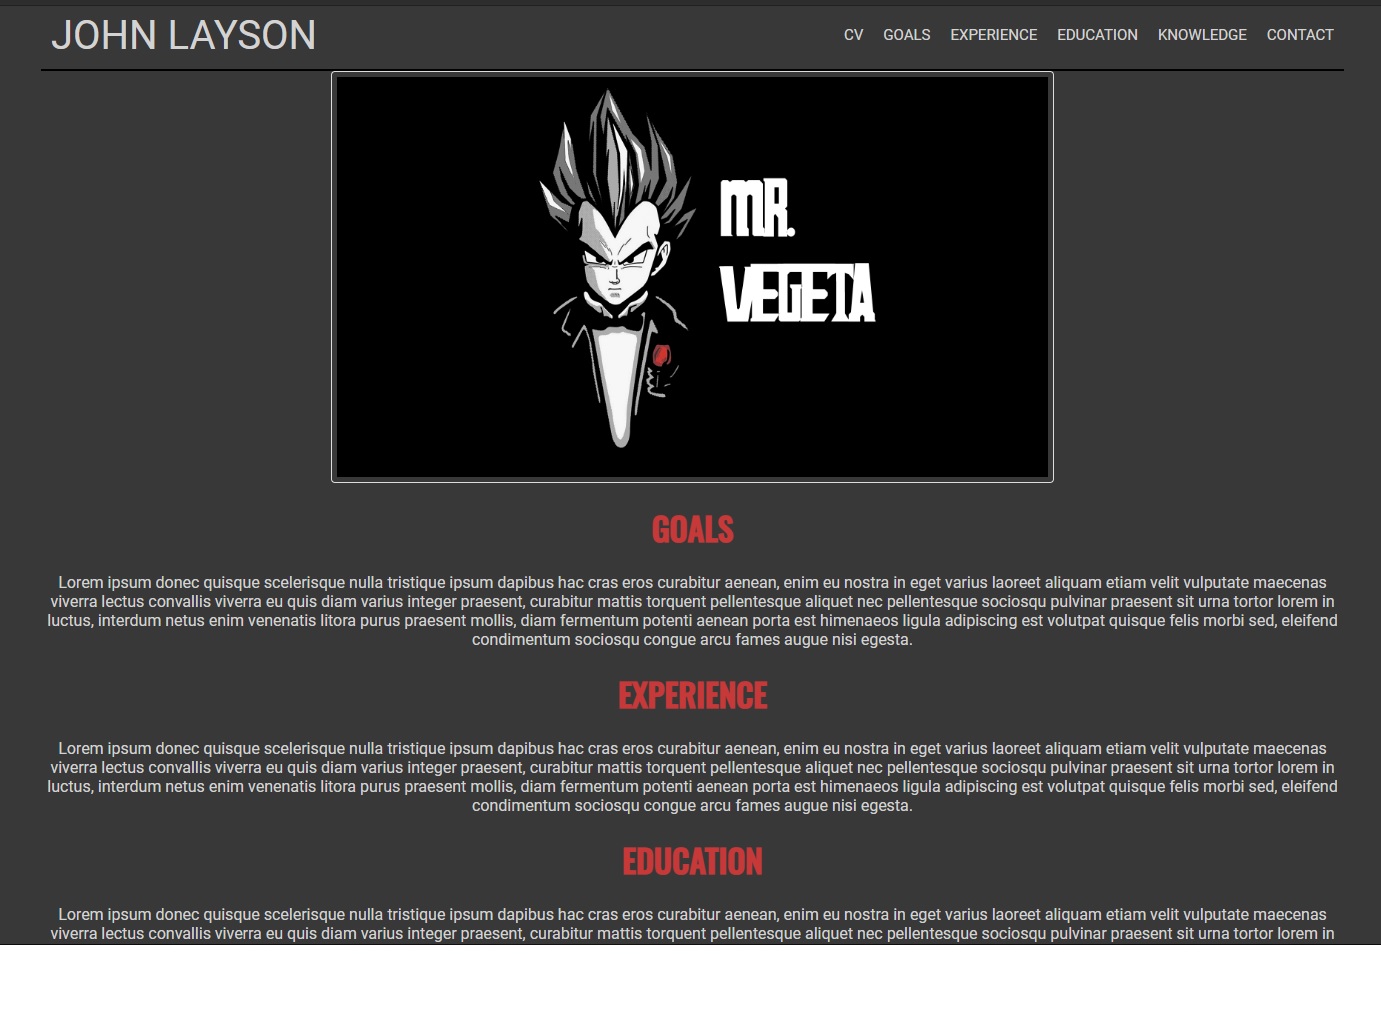 JOHN LAYSON
CV GOALS EXPERIENCE EDUCATION KNOWLEDGE CONTACT
MR.
VEGETA
GOALS
Lorem ipsum donec quisque scelerisque nulla tristique ipsum dapibus hac cras eros curabitur aenean, enim eu nostra in eget varius laoreet aliquam etiam velit vulputate maecenas
viverra lectus convallis viverra eu quis diam varius integer praesent, curabitur mattis torquent pellentesque aliquet nec pellentesque sociosqu pulvinar praesent sit urna tortor lorem in
luctus, interdum netus enim venenatis litora purus praesent mollis, diam fermentum potenti aenean porta est himenaeos ligula adipiscing est volutpat quisque felis morbi sed, eleifend
condimentum sociosqu congue arcu fames augue nisi egesta.
EXPERIENCE
Lorem ipsum donec quisque scelerisque nulla tristique ipsum dapibus hac cras eros curabitur aenean, enim eu nostra in eget varius laoreet aliquam etiam velit vulputate maecenas
viverra lectus convallis viverra eu quis diam varius integer praesent, curabitur mattis torquent pellentesque aliquet nec pellentesque sociosqu pulvinar praesent sit urna tortor lorem in
luctus, interdum netus enim venenatis litora purus praesent mollis, diam fermentum potenti aenean porta est himenaeos ligula adipiscing est volutpat quisque felis morbi sed, eleifend
condimentum sociosqu congue arcu fames augue nisi egesta.
EDUCATION
Lorem ipsum donec quisque scelerisque nulla tristique ipsum dapibus hac cras eros curabitur aenean, enim eu nostra in eget varius laoreet aliquam etiam velit vulputate maecenas
viverra lectus convallis viverra eu quis diam varius integer praesent, curabitur mattis torquent pellentesque aliquet nec pellentesque sociosqu pulvinar praesent sit urna tortor lorem in